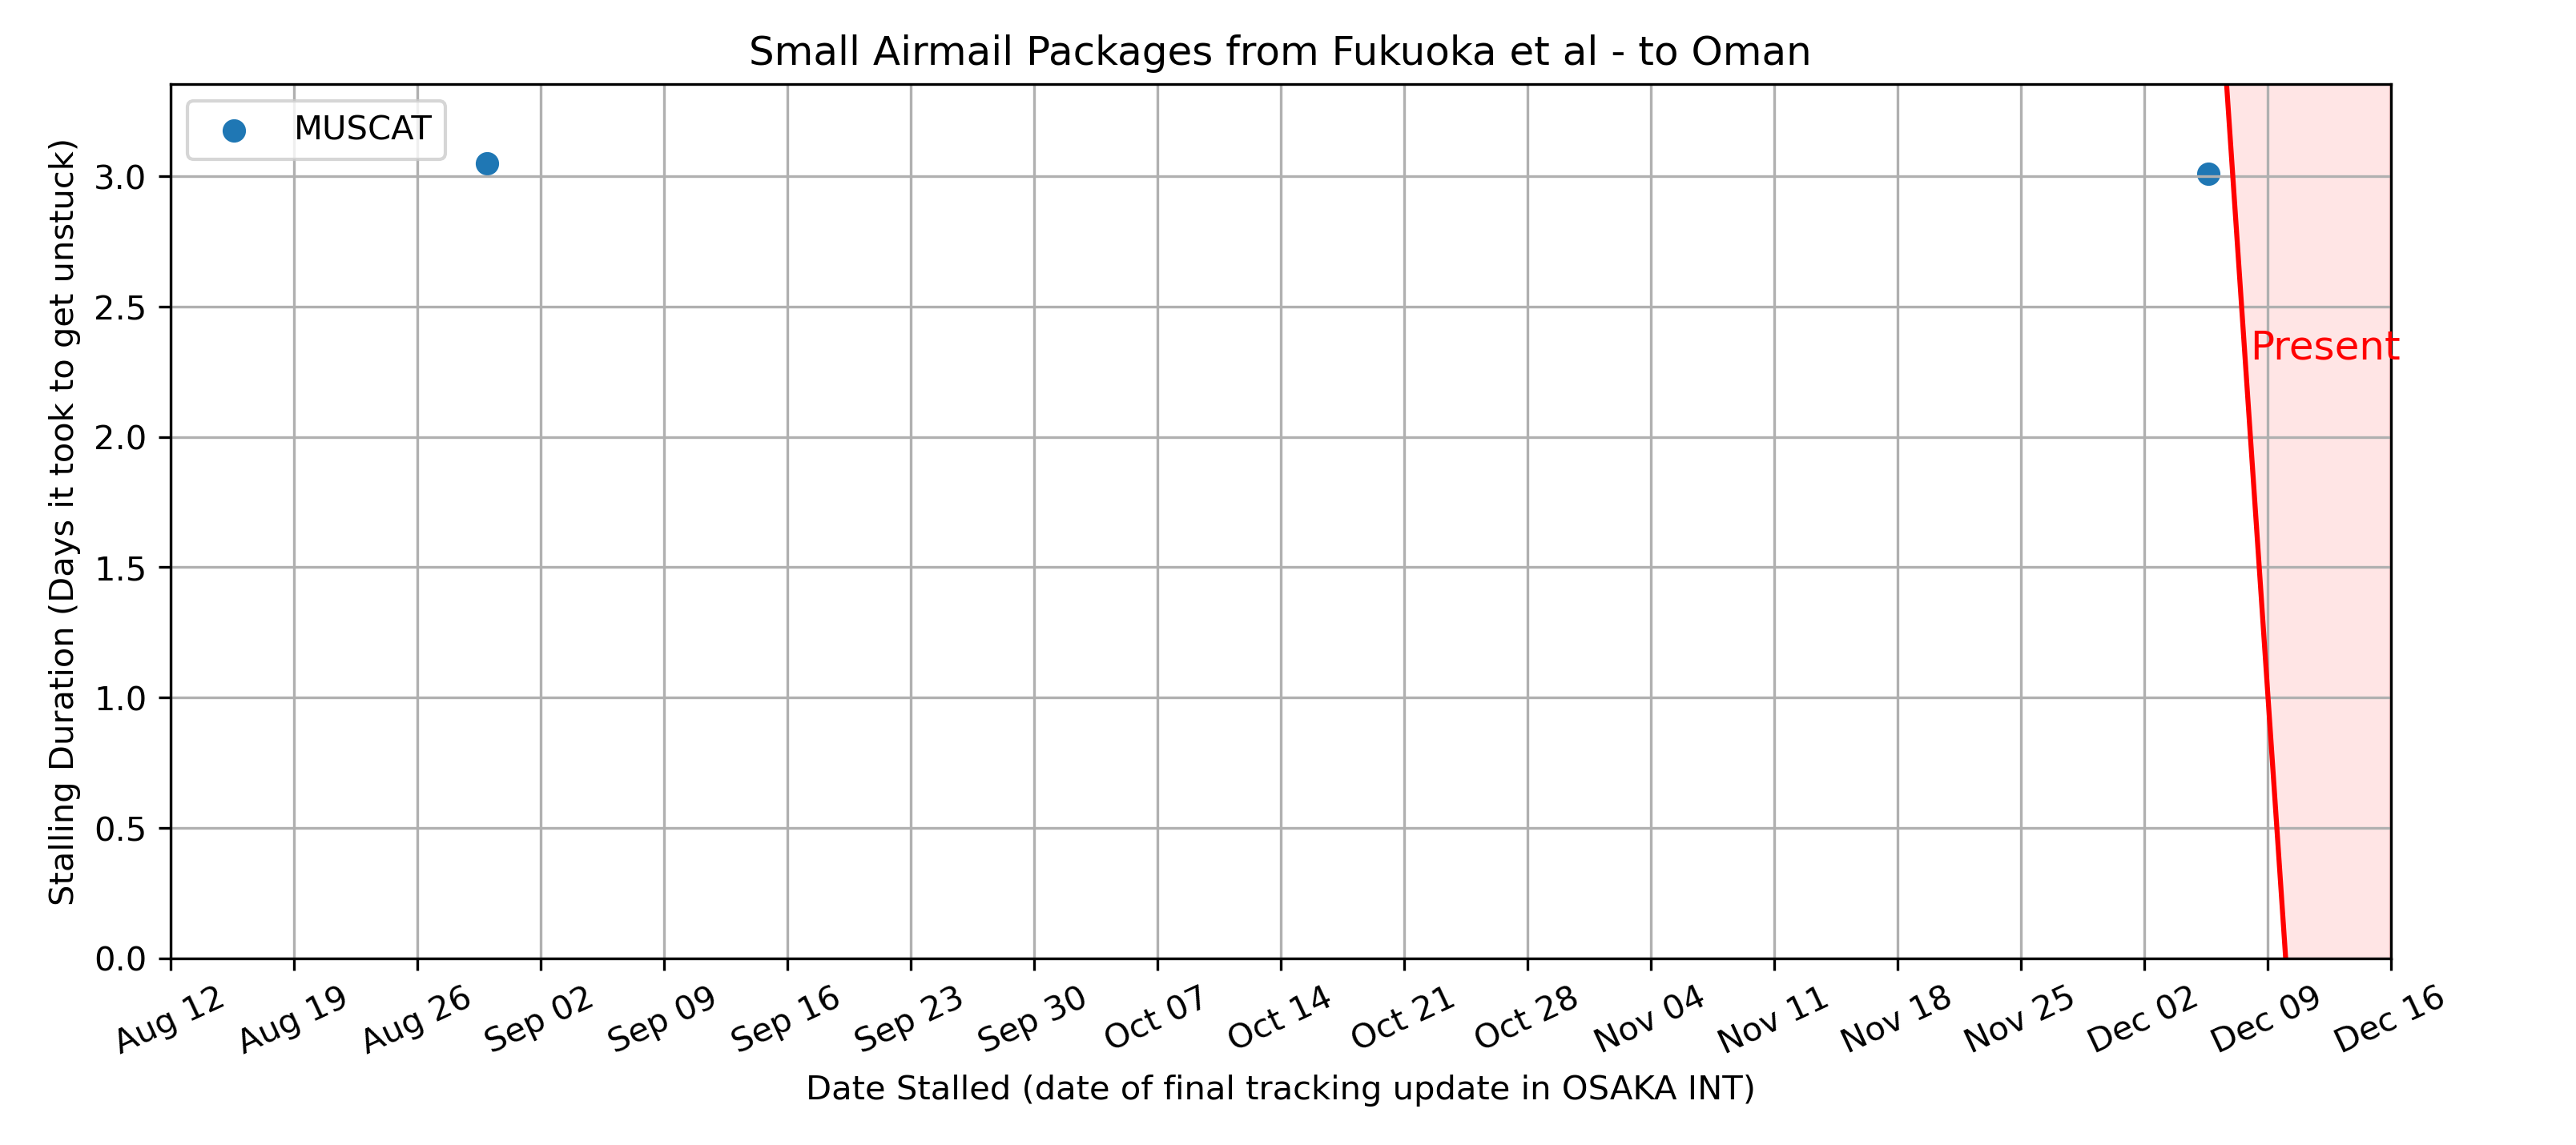 Small Airmail Packages from Fukuoka et al - to Oman
MUSCAT
Stalling Duration (Days it took to get unstuck)
3.0
2.5
2.0
1.5
1.0
0.5
0.0
Present
Aug 12
Aug 19
Aug 26
Sep 02
Sep 09
Sep 16
Sep 23
Sep 30
Oct 07
Oct 14
Oct 21
Oct 28
Nov 04
Nov 11
Nov 18
Nov 25
Dec 02
Dec 09
Dec 16
Date Stalled (date of final tracking update in OSAKA INT)